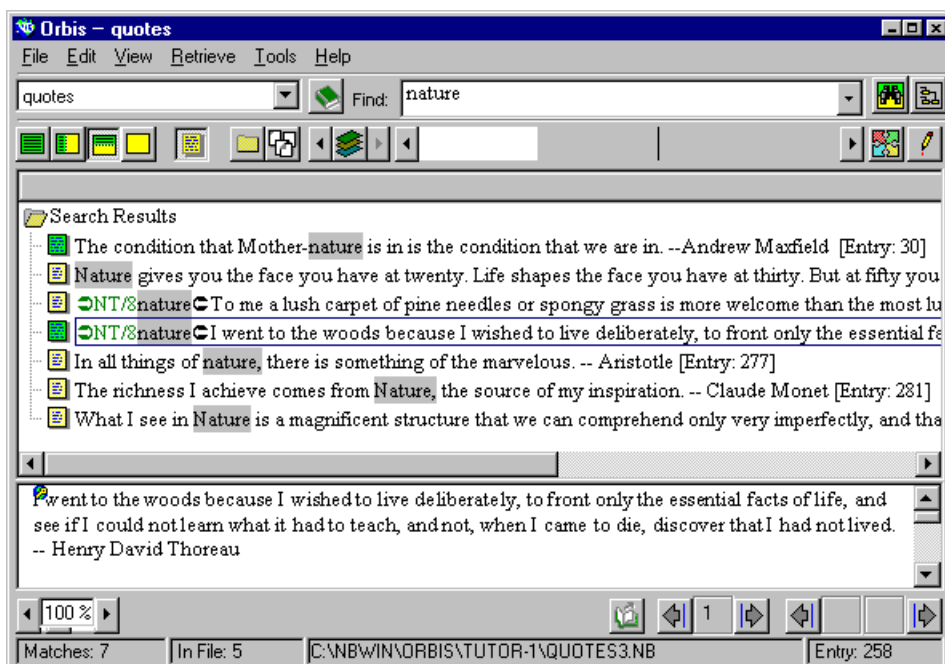 Orbis – quotes
File Edit View Retrieve Tools Help
quotes Find: nature
Search Results
The condition that Mother-nature is in is the condition that we are in. --Andrew Maxfield [Entry: 30]
Nature gives you the face you have at twenty. Life shapes the face you have at thirty. But at fifty you
⮊NT/8nature⮈To me a lush carpet of pine needles or spongy grass is more welcome than the most lu
⮊NT/8nature⮈I went to the woods because I wished to live deliberately, to front only the essential fa
In all things of nature, there is something of the marvelous. -- Aristotle [Entry: 277]
The richness I achieve comes from Nature, the source of my inspiration. -- Claude Monet [Entry: 281]
What I see in Nature is a magnificent structure that we can comprehend only very imperfectly, and tha
went to the woods because I wished to live deliberately, to front only the essential facts of life, and
see if I could not learn what it had to teach, and not, when I came to die, discover that I had not lived.
-- Henry David Thoreau
100 % 1
Matches: 7 In File: 5 C:\NBWIN\ORBIS\TUTOR-1\QUOTES3.NB Entry: 258